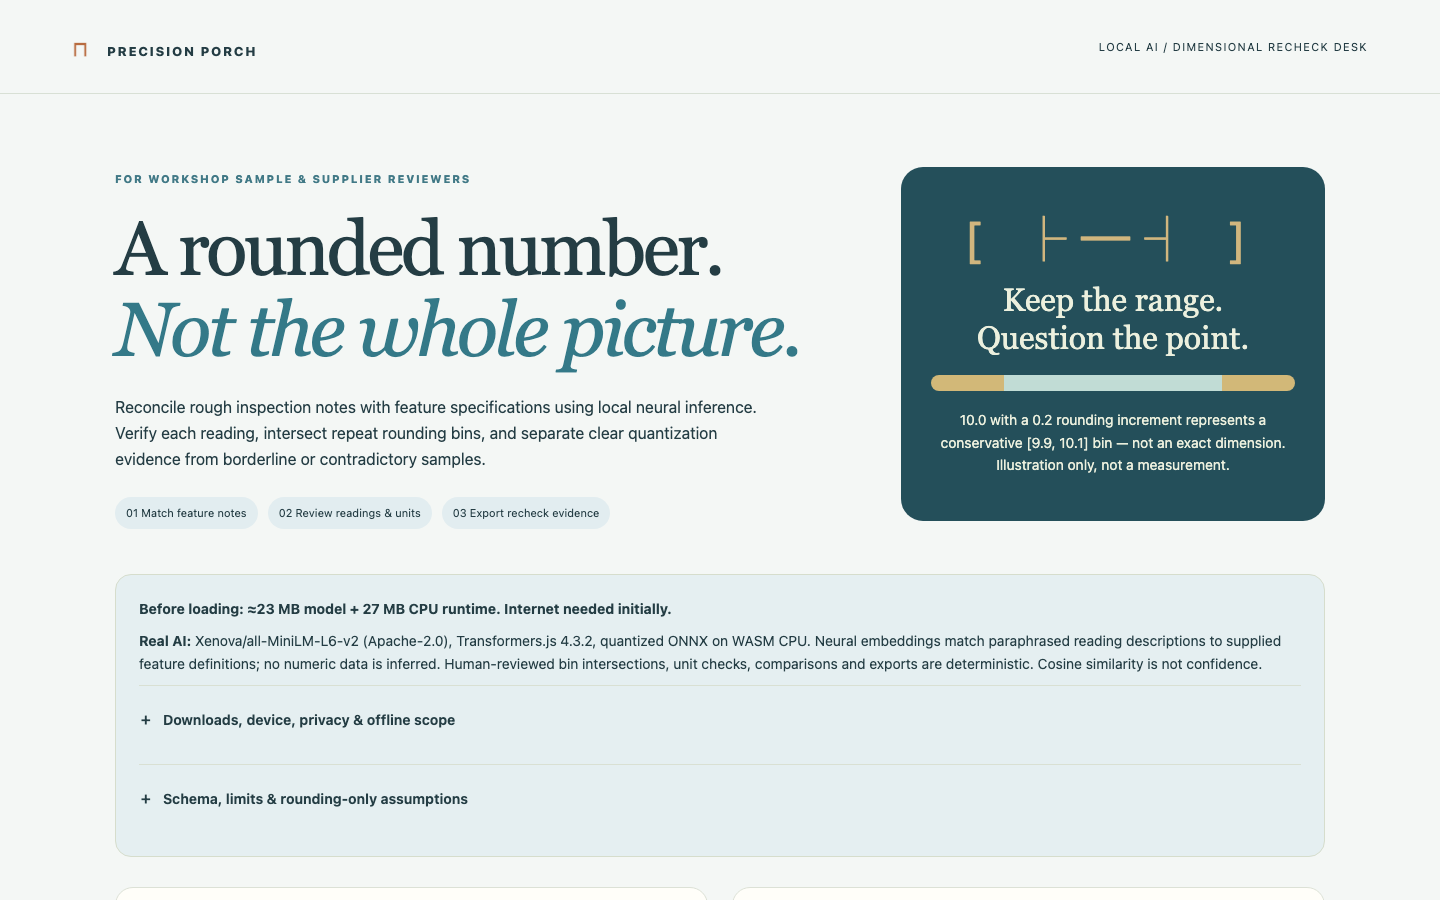 PRECISION PORCH
LOCAL AI / DIMENSIONAL RECHECK DESK
FOR WORKSHOP SAMPLE & SUPPLIER REVIEWERS
A rounded number.
Not the whole picture.
Reconcile rough inspection notes with feature specifications using local neural inference.
Verify each reading, intersect repeat rounding bins, and separate clear quantization
evidence from borderline or contradictory samples.
01 Match feature notes
02 Review readings & units
03 Export recheck evidence
Keep the range.
Question the point.
10.0 with a 0.2 rounding increment represents a
conservative [9.9, 10.1] bin — not an exact dimension.
Illustration only, not a measurement.
Before loading: ≈23 MB model + 27 MB CPU runtime. Internet needed initially.
Real AI: Xenova/all-MiniLM-L6-v2 (Apache-2.0), Transformers.js 4.3.2, quantized ONNX on WASM CPU. Neural embeddings match paraphrased reading descriptions to supplied
feature definitions; no numeric data is inferred. Human-reviewed bin intersections, unit checks, comparisons and exports are deterministic. Cosine similarity is not confidence.
+ Downloads, device, privacy & offline scope
+ Schema, limits & rounding-only assumptions